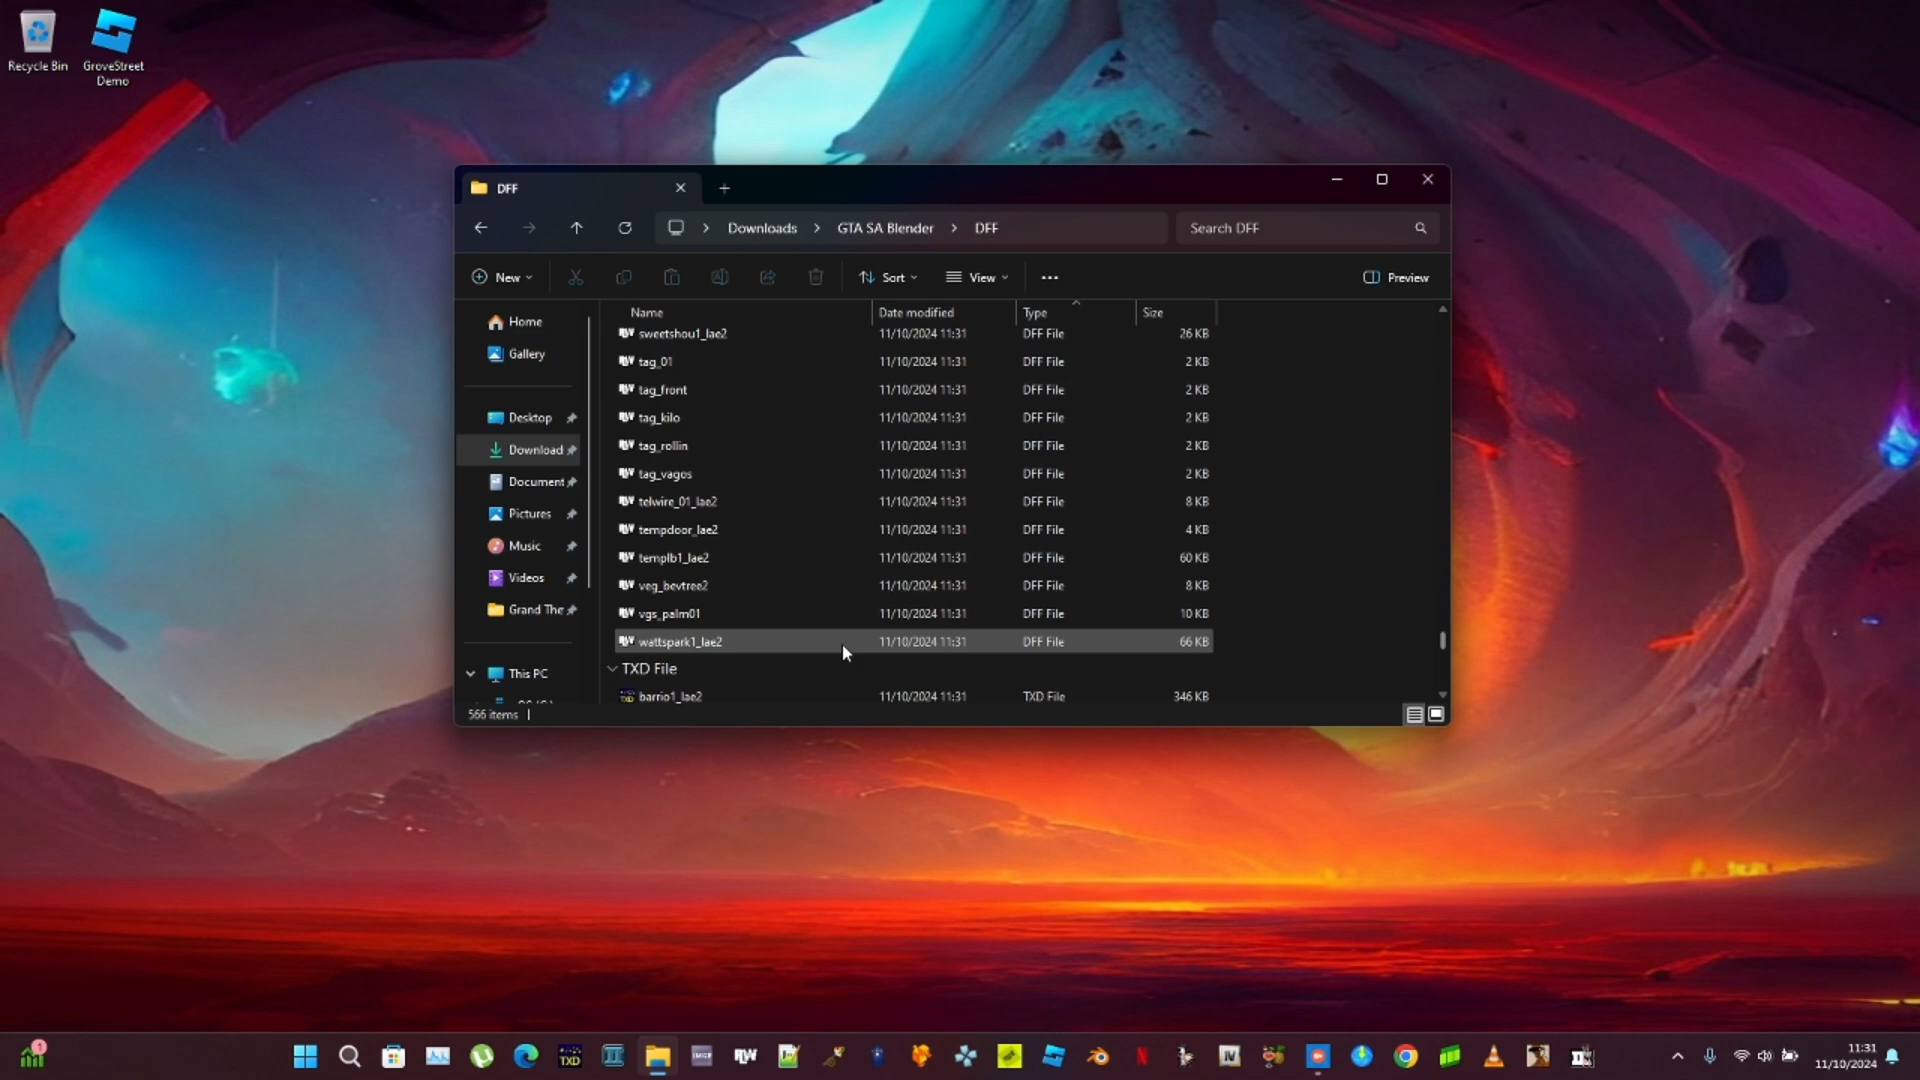 Recycle Bin
GroveStreet
Demo
DFF
Downloads
GTA SA Blender
DFF
Search DFF
New
Sort
View
Preview
Home
Gallery
Desktop
Download
Document
Pictures
Music
Videos
Grand The
This PC
Name Date modified Type Size
sweetshou1_lae2 11/10/2024 11:31 DFF File 26 KB
tag_01 11/10/2024 11:31 DFF File 2 KB
tag_front 11/10/2024 11:31 DFF File 2 KB
tag_kilo 11/10/2024 11:31 DFF File 2 KB
tag_rollin 11/10/2024 11:31 DFF File 2 KB
tag_vagos 11/10/2024 11:31 DFF File 2 KB
telwire_01_lae2 11/10/2024 11:31 DFF File 8 KB
tempdoor_lae2 11/10/2024 11:31 DFF File 4 KB
templb1_lae2 11/10/2024 11:31 DFF File 60 KB
veg_bevtree2 11/10/2024 11:31 DFF File 8 KB
vgs_palm01 11/10/2024 11:31 DFF File 10 KB
wattspark1_lae2 11/10/2024 11:31 DFF File 66 KB
TXD File
barrio1_lae2 11/10/2024 11:31 TXD File 346 KB
566 items
1
TXD
IMGF
RW
IV
11:31
11/10/2024